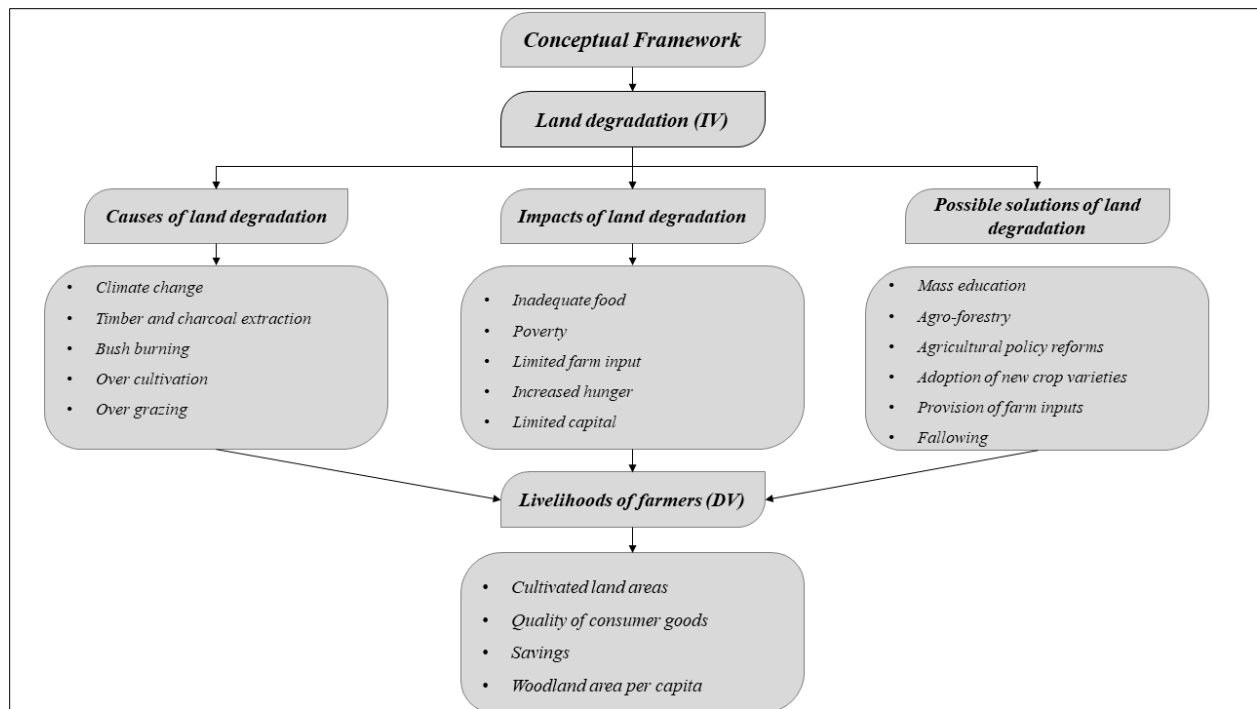 Conceptual Framework
Land degradation (IV)
Causes of land degradation
• Climate change
• Timber and charcoal extraction
• Bush burning
• Over cultivation
• Over grazing
Impacts of land degradation
• Inadequate food
• Poverty
• Limited farm input
• Increased hunger
• Limited capital
Possible solutions of land
degradation
• Mass education
• Agro-forestry
• Agricultural policy reforms
• Adoption of new crop varieties
• Provision of farm inputs
• Fallowing
Livelihoods of farmers (DV)
• Cultivated land areas
• Quality of consumer goods
• Savings
• Woodland area per capita